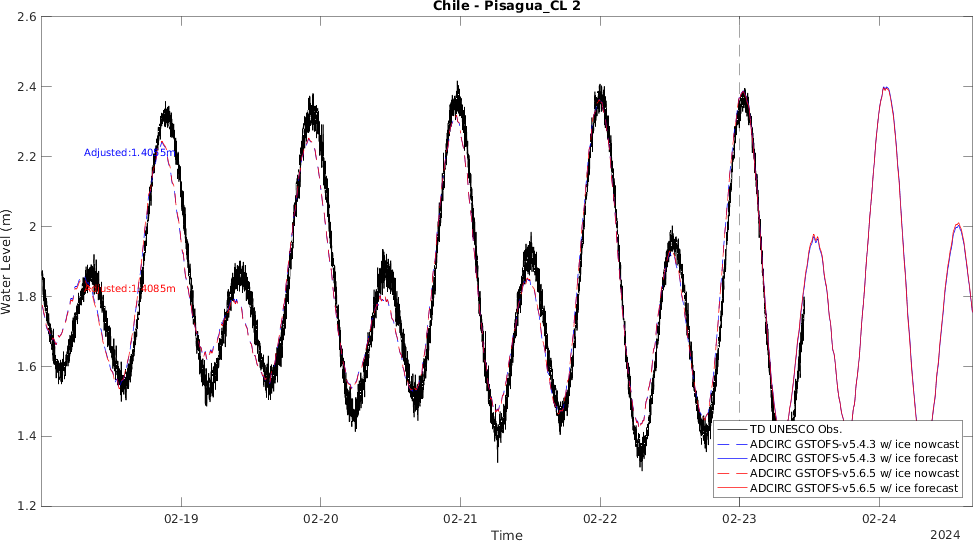 Chile - Pisagua_CL 2
2.6
2.4
2.2
2
1.8
1.6
1.4
1.2
Water Level (m)
Adjusted:1.4085m
TD UNESCO Obs.
ADCIRC GSTOFS-v5.4.3 w/ ice nowcast
ADCIRC GSTOFS-v5.4.3 w/ ice forecast
ADCIRC GSTOFS-v5.6.5 w/ ice nowcast
ADCIRC GSTOFS-v5.6.5 w/ ice forecast
02-19
02-20
02-21
02-22
02-23
02-24
Time
2024